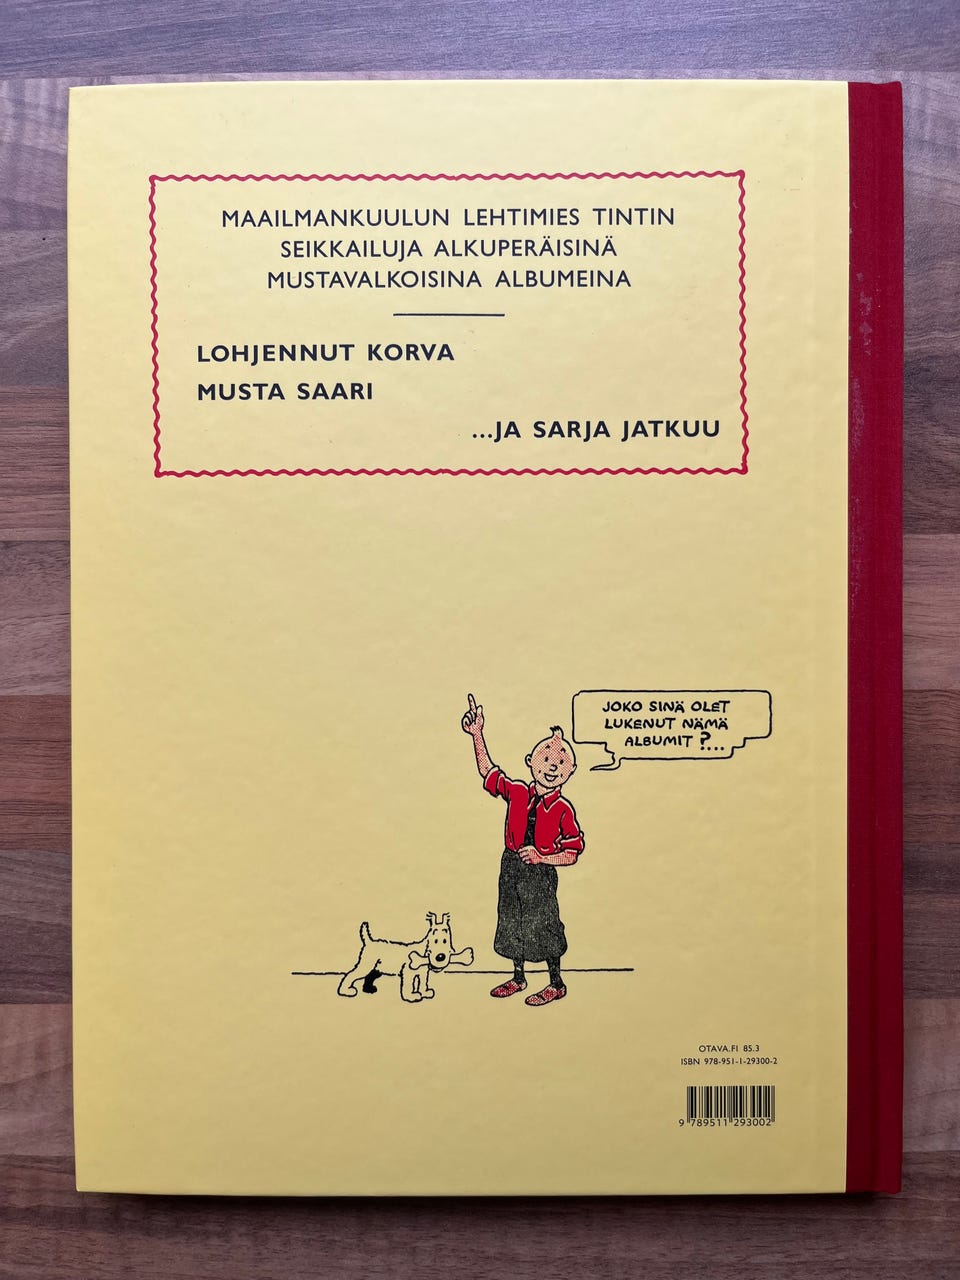 MAAILMANKUULUN LEHTIMIES TINTIN
SEIKKAILUJA ALKUPERÄISINÄ
MUSTAVALKOISINA ALBUMEINA
LOHJENNUT KORVA
MUSTA SAARI
...JA SARJA JATKUU
JOKO SINÄ OLET
LUKENUT NÄMÄ
ALBUMIT ?...
OTAVA.FI 85.3
ISBN 978-951-1-29300-2
9 789511 293002